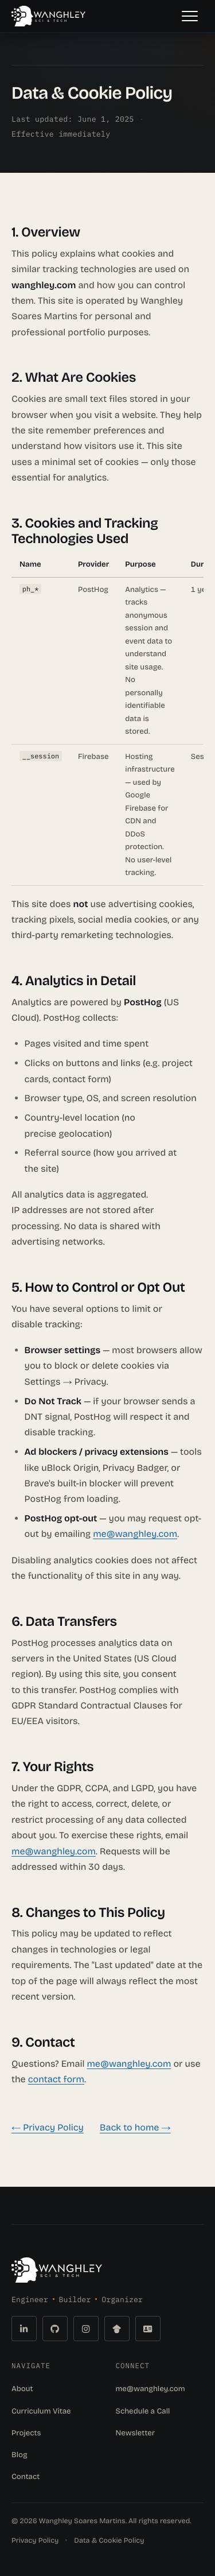 WANGHLEY
SCI & TECH
Data & Cookie Policy
Last updated: June 1, 2025 ·
Effective immediately
1. Overview
This policy explains what cookies and
similar tracking technologies are used on
wanghley.com and how you can control
them. This site is operated by Wanghley
Soares Martins for personal and
professional portfolio purposes.
2. What Are Cookies
Cookies are small text files stored in your
browser when you visit a website. They help
the site remember preferences and
understand how visitors use it. This site
uses a minimal set of cookies — only those
essential for analytics.
3. Cookies and Tracking
Technologies Used
Name Provider Purpose Dur
ph_* PostHog Analytics — 1 ye
tracks
anonymous
session and
event data to
understand
site usage.
No
personally
identifiable
data is
stored.
__session Firebase Hosting Ses
infrastructure
— used by
Google
Firebase for
CDN and
DDoS
protection.
No user-level
tracking.
This site does not use advertising cookies,
tracking pixels, social media cookies, or any
third-party remarketing technologies.
4. Analytics in Detail
Analytics are powered by PostHog (US
Cloud). PostHog collects:
• Pages visited and time spent
• Clicks on buttons and links (e.g. project
cards, contact form)
• Browser type, OS, and screen resolution
• Country-level location (no
precise geolocation)
• Referral source (how you arrived at
the site)
All analytics data is aggregated.
IP addresses are not stored after
processing. No data is shared with
advertising networks.
5. How to Control or Opt Out
You have several options to limit or
disable tracking:
• Browser settings — most browsers allow
you to block or delete cookies via
Settings → Privacy.
• Do Not Track — if your browser sends a
DNT signal, PostHog will respect it and
disable tracking.
• Ad blockers / privacy extensions — tools
like uBlock Origin, Privacy Badger, or
Brave's built-in blocker will prevent
PostHog from loading.
• PostHog opt-out — you may request opt-
out by emailing me@wanghley.com.
Disabling analytics cookies does not affect
the functionality of this site in any way.
6. Data Transfers
PostHog processes analytics data on
servers in the United States (US Cloud
region). By using this site, you consent
to this transfer. PostHog complies with
GDPR Standard Contractual Clauses for
EU/EEA visitors.
7. Your Rights
Under the GDPR, CCPA, and LGPD, you have
the right to access, correct, delete, or
restrict processing of any data collected
about you. To exercise these rights, email
me@wanghley.com. Requests will be
addressed within 30 days.
8. Changes to This Policy
This policy may be updated to reflect
changes in technologies or legal
requirements. The "Last updated" date at the
top of the page will always reflect the most
recent version.
9. Contact
Questions? Email me@wanghley.com or use
the contact form.
← Privacy Policy Back to home →
WANGHLEY
SCI & TECH
Engineer • Builder • Organizer
NAVIGATE CONNECT
About me@wanghley.com
Curriculum Vitae Schedule a Call
Projects Newsletter
Blog
Contact
© 2026 Wanghley Soares Martins. All rights reserved.
Privacy Policy · Data & Cookie Policy